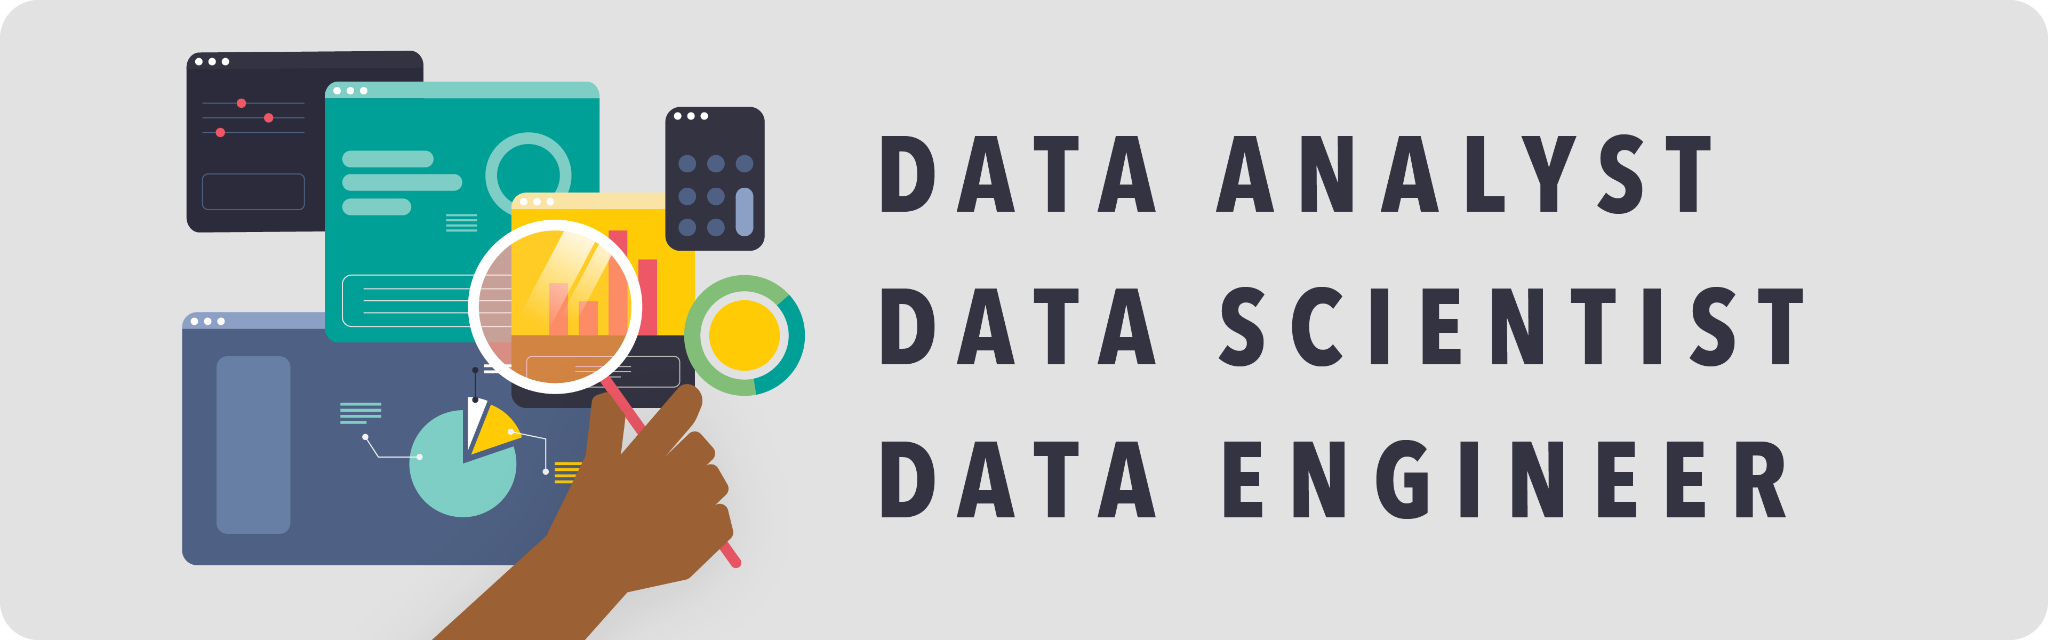 DATA ANALYST
DATA SCIENTIST
DATA ENGINEER